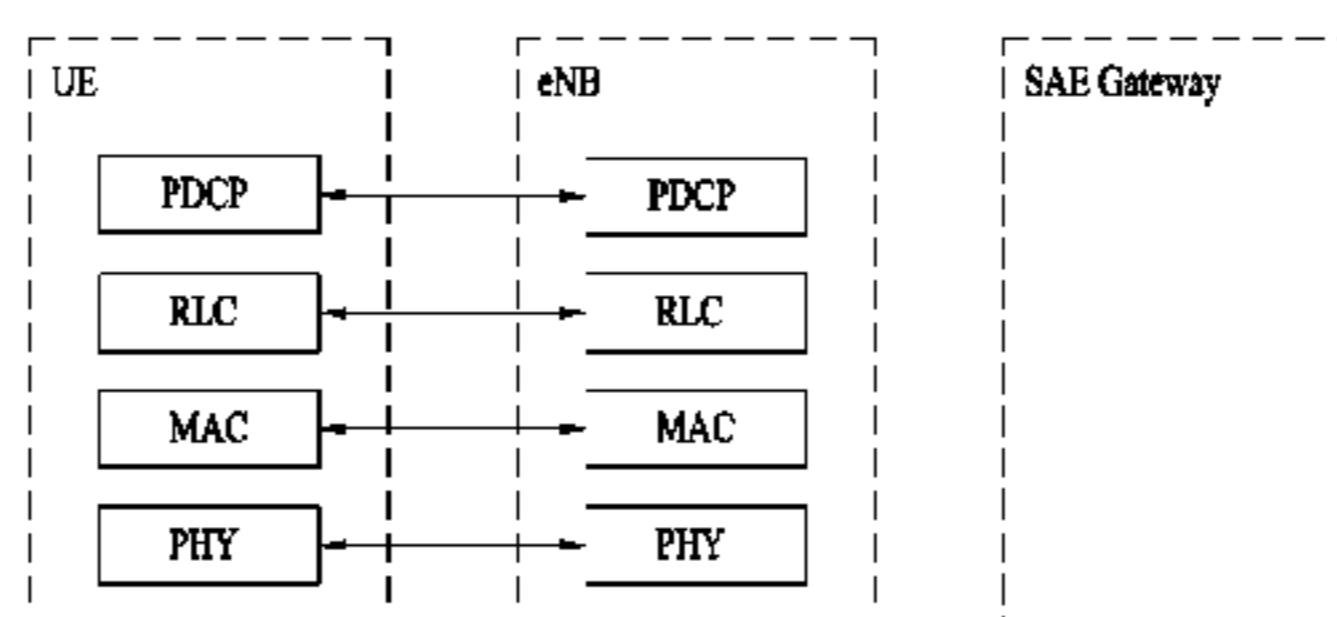 UE
eNB
SAE Gateway
PDCP
PDCP
RLC
RLC
MAC
MAC
PHY
PHY